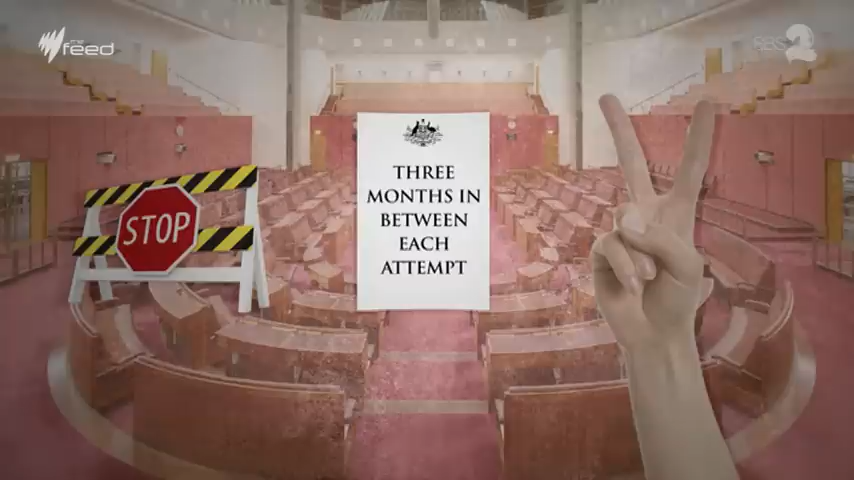 the feed
SBS 2
STOP
THREE
MONTHS IN
BETWEEN
EACH
ATTEMPT